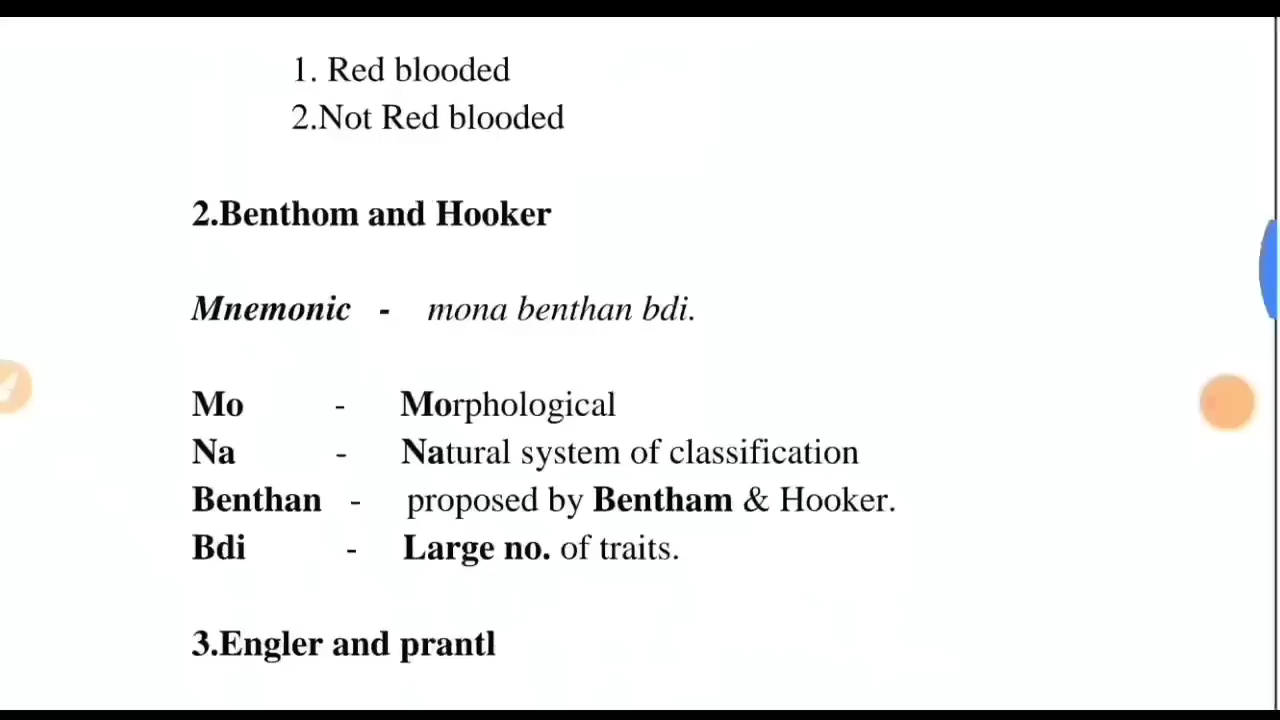 1. Red blooded
2.Not Red blooded
2.Benthom and Hooker
Mnemonic - mona benthan bdi.
Mo - Morphological
Na - Natural system of classification
Benthan - proposed by Bentham & Hooker.
Bdi - Large no. of traits.
3.Engler and prantl